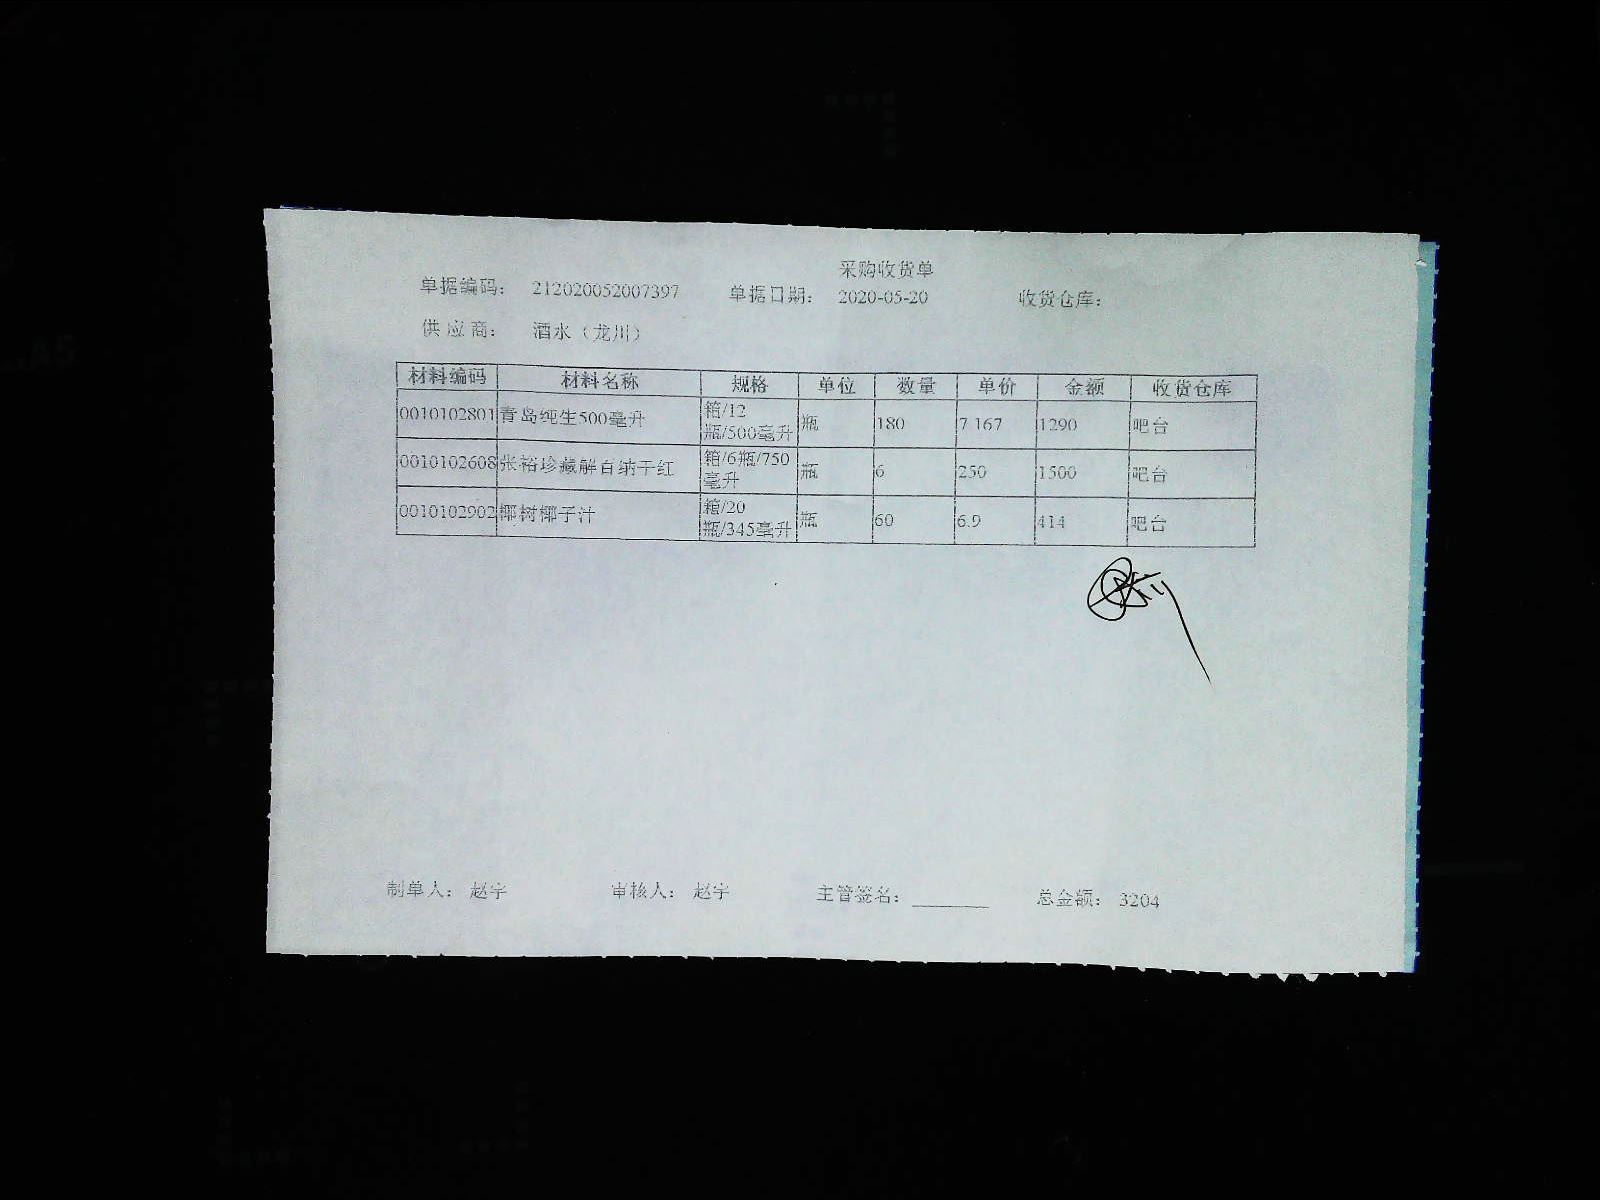 采购收货单
单据编码： 212020052007397 单据日期： 2020-05-20 收货仓库：
供 应 商： 酒水（龙川）
材料编码 材料名称 规格 单位 数量 单价 金额 收货仓库
0010102801 青岛纯生500毫升 箱/12瓶/500毫升 瓶 180 7.167 1290 吧台
0010102608 张裕珍藏解百纳干红 箱/6瓶/750毫升 瓶 6 250 1500 吧台
0010102902 椰树椰子汁 箱/20瓶/345毫升 瓶 60 6.9 414 吧台
制单人： 赵宇 审核人： 赵宇 主管签名： 总金额： 3204